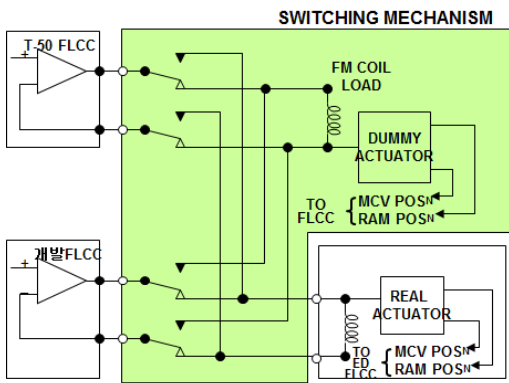 SWITCHING MECHANISM
T-50 FLCC
+
FM COIL
LOAD
DUMMY
ACTUATOR
TO
FLCC
{ MCV POSN
RAM POSN
개발FLCC
+
−
REAL
ACTUATOR
TO
ED
FLCC
{ MCV POSN
RAM POSN